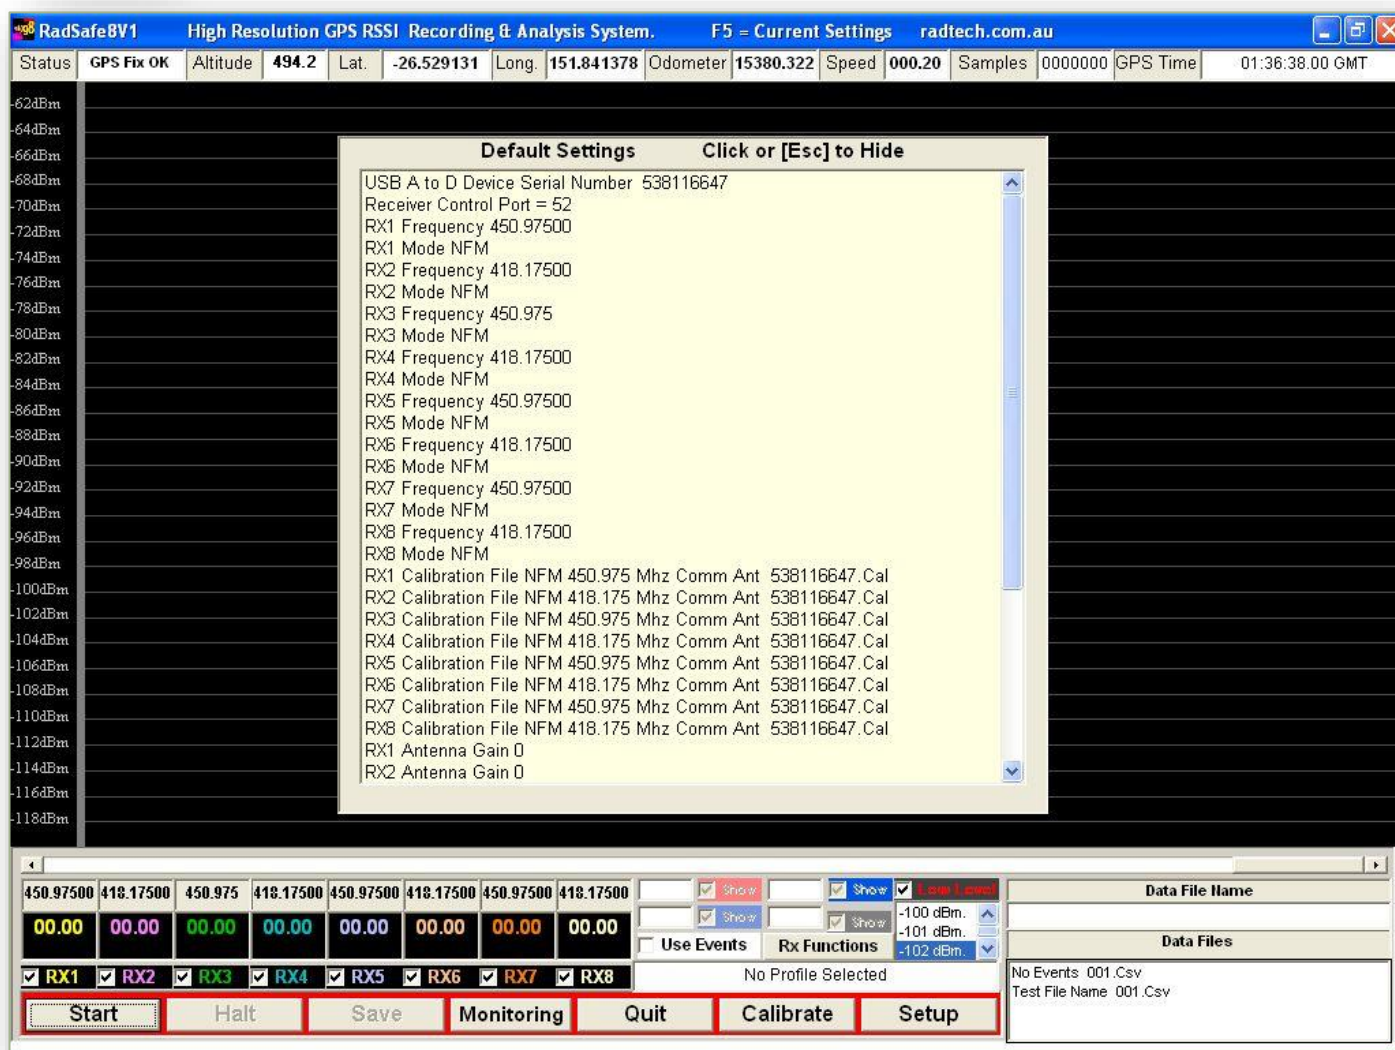 RadSafe8V1 High Resolution GPS RSSI Recording & Analysis System. F5 = Current Settings radtech.com.au
Status GPS Fix OK Altitude 494.2 Lat. -26.529131 Long. 151.841378 Odometer 15380.322 Speed 000.20 Samples 0000000 GPS Time 01:36:38.00 GMT
-62dBm
-64dBm
-66dBm
-68dBm
-70dBm
-72dBm
-74dBm
-76dBm
-78dBm
-80dBm
-82dBm
-84dBm
-86dBm
-88dBm
-90dBm
-92dBm
-94dBm
-96dBm
-98dBm
-100dBm
-102dBm
-104dBm
-106dBm
-108dBm
-110dBm
-112dBm
-114dBm
-116dBm
-118dBm
Default Settings Click or [Esc] to Hide
USB A to D Device Serial Number 538116647
Receiver Control Port = 52
RX1 Frequency 450.97500
RX1 Mode NFM
RX2 Frequency 418.17500
RX2 Mode NFM
RX3 Frequency 450.975
RX3 Mode NFM
RX4 Frequency 418.17500
RX4 Mode NFM
RX5 Frequency 450.97500
RX5 Mode NFM
RX6 Frequency 418.17500
RX6 Mode NFM
RX7 Frequency 450.97500
RX7 Mode NFM
RX8 Frequency 418.17500
RX8 Mode NFM
RX1 Calibration File NFM 450.975 Mhz Comm Ant 538116647.Cal
RX2 Calibration File NFM 418.175 Mhz Comm Ant 538116647.Cal
RX3 Calibration File NFM 450.975 Mhz Comm Ant 538116647.Cal
RX4 Calibration File NFM 418.175 Mhz Comm Ant 538116647.Cal
RX5 Calibration File NFM 450.975 Mhz Comm Ant 538116647.Cal
RX6 Calibration File NFM 418.175 Mhz Comm Ant 538116647.Cal
RX7 Calibration File NFM 450.975 Mhz Comm Ant 538116647.Cal
RX8 Calibration File NFM 418.175 Mhz Comm Ant 538116647.Cal
RX1 Antenna Gain 0
RX2 Antenna Gain 0
450.97500 418.17500 450.975 418.17500 450.97500 418.17500 450.97500 418.17500
00.00 00.00 00.00 00.00 00.00 00.00 00.00 00.00
RX1 RX2 RX3 RX4 RX5 RX6 RX7 RX8
Show Show Low Level
Show Show
-100 dBm.
-101 dBm.
-102 dBm.
Use Events Rx Functions
No Profile Selected
Start Halt Save Monitoring Quit Calibrate Setup
Data File Name
Data Files
No Events 001.Csv
Test File Name 001.Csv